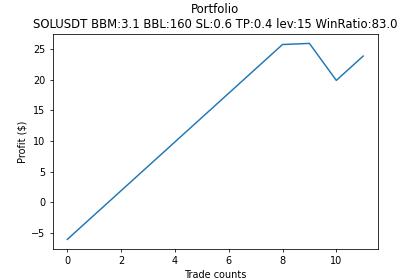 Portfolio
SOLUSDT BBM:3.1 BBL:160 SL:0.6 TP:0.4 lev:15 WinRatio:83.0
25
20
15
10
5
0
−5
Profit ($)
0 2 4 6 8 10
Trade counts